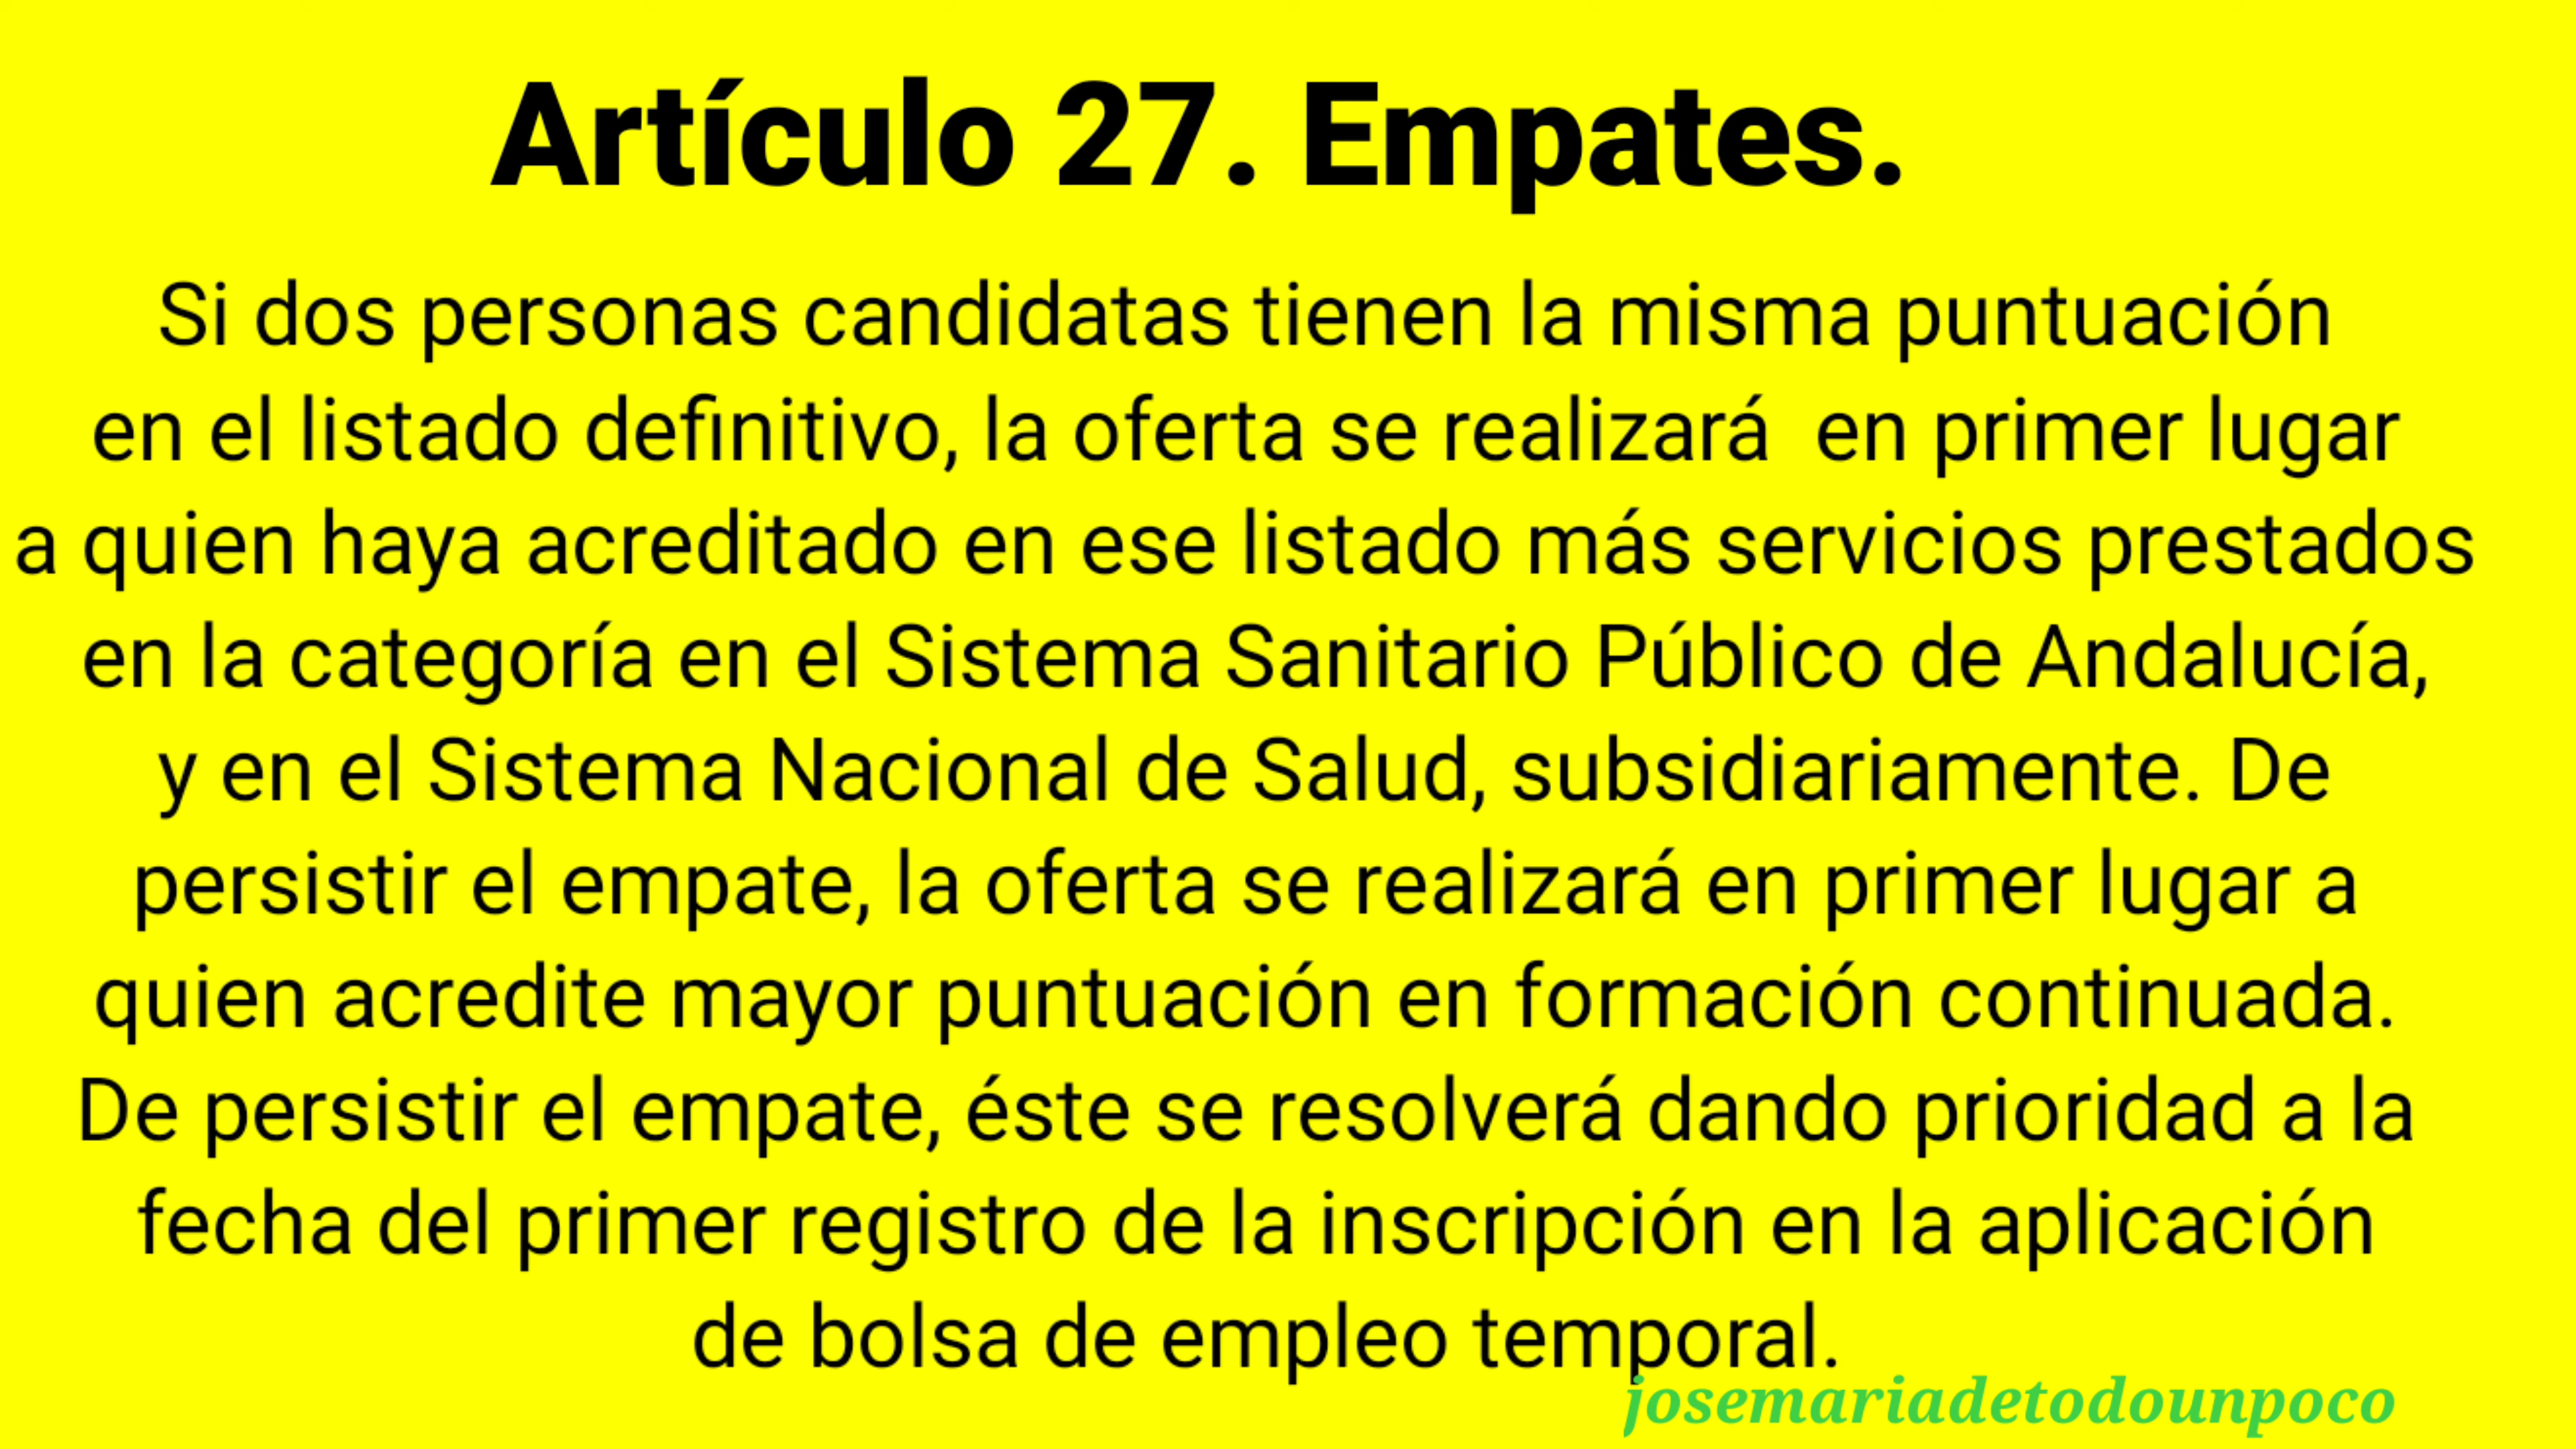 Artículo 27. Empates.
Si dos personas candidatas tienen la misma puntuación
en el listado definitivo, la oferta se realizará en primer lugar
a quien haya acreditado en ese listado más servicios prestados
en la categoría en el Sistema Sanitario Público de Andalucía,
y en el Sistema Nacional de Salud, subsidiariamente. De
persistir el empate, la oferta se realizará en primer lugar a
quien acredite mayor puntuación en formación continuada.
De persistir el empate, éste se resolverá dando prioridad a la
fecha del primer registro de la inscripción en la aplicación
de bolsa de empleo temporal.
josemariadetodounpoco